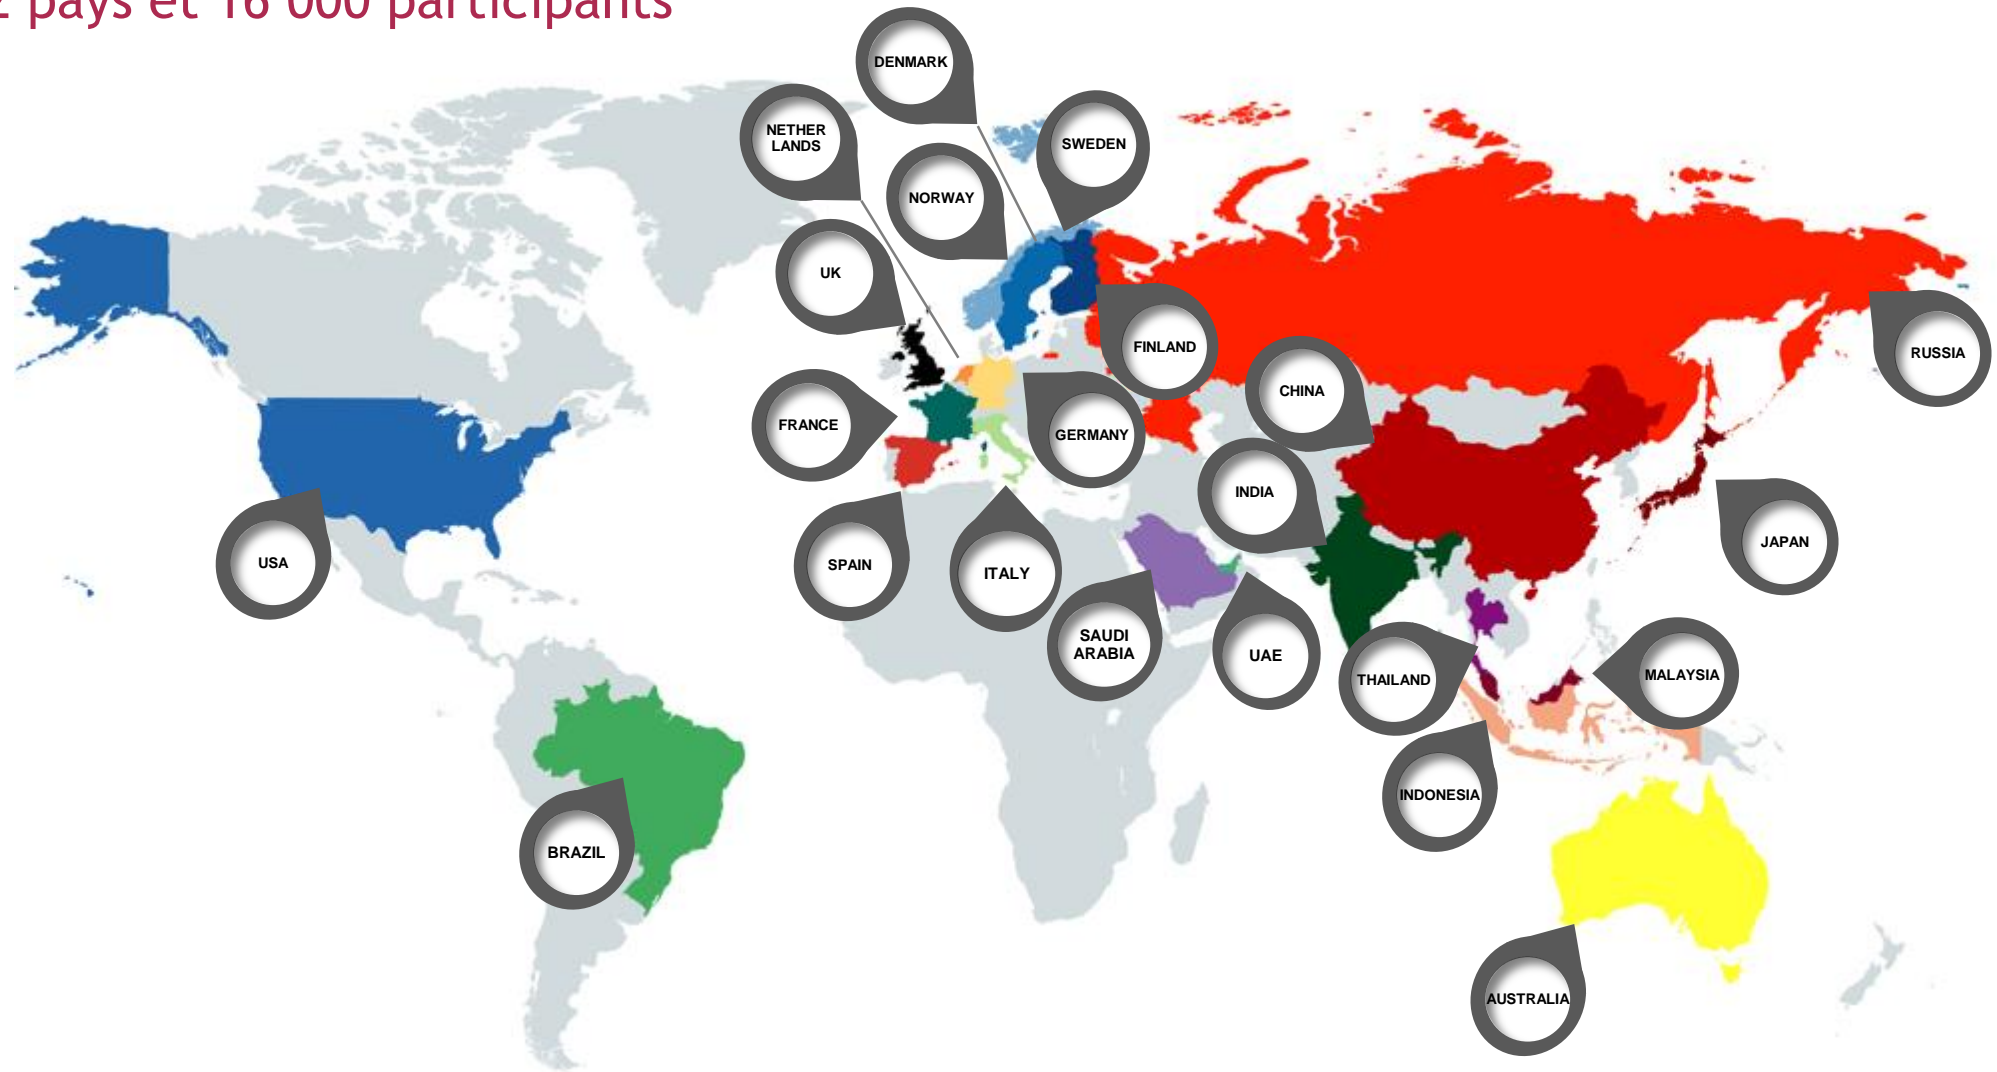 2 pays et 16 000 participants
DENMARK
NETHER
LANDS
SWEDEN
NORWAY
UK
FINLAND
RUSSIA
CHINA
FRANCE
GERMANY
INDIA
USA
SPAIN
ITALY
JAPAN
SAUDI
ARABIA
UAE
THAILAND
MALAYSIA
INDONESIA
BRAZIL
AUSTRALIA